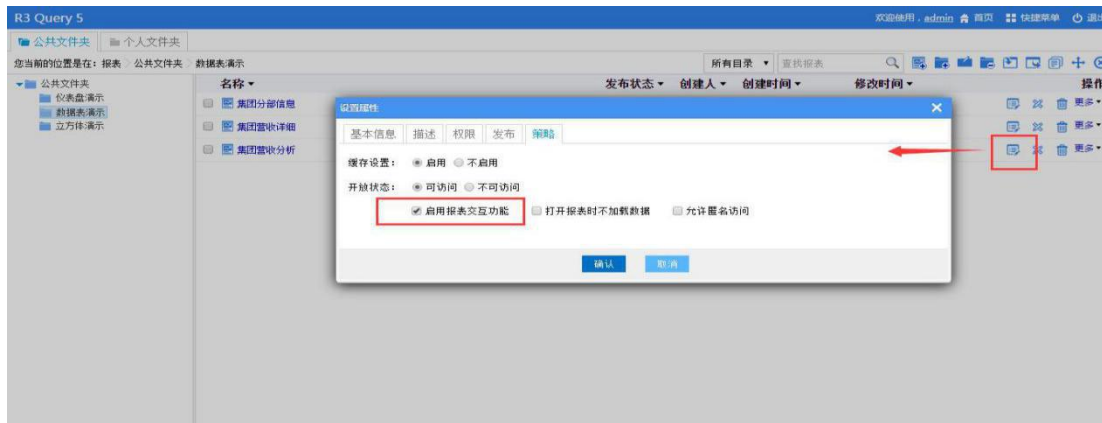 R3 Query 5 欢迎使用，admin 首页 快捷菜单 退出
公共文件夹 个人文件夹
您当前的位置是在：报表 公共文件夹 数据表演示 所有目录 查找报表
公共文件夹
仪表盘演示
数据表演示
立方体演示
名称 发布状态 创建人 创建时间 修改时间 操作
集团分部信息 更多
集团营收详细 更多
集团营收分析 更多
设置属性
基本信息 描述 权限 发布 策略
缓存设置： 启用 不启用
开放状态： 可访问 不可访问
启用报表交互功能 打开报表时不加载数据 允许匿名访问
确认 取消